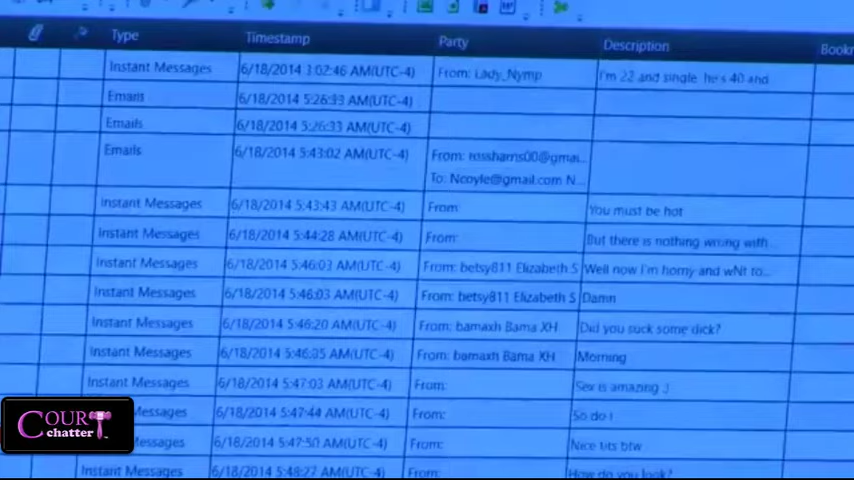 Type Timestamp Party Description Bookr
Instant Messages 6/18/2014 3:02:46 AM(UTC-4) From: Lady_Nymp I'm 22 and single he's 40 and
Emails 6/18/2014 5:26:33 AM(UTC-4)
Emails 6/18/2014 5:26:33 AM(UTC-4)
Emails 6/18/2014 5:43:02 AM(UTC-4) From: rossharris00@gmai...
To: Ncoyle@gmail.com N...
Instant Messages 6/18/2014 5:43:43 AM(UTC-4) From: You must be hot
Instant Messages 6/18/2014 5:44:28 AM(UTC-4) From: But there is nothing wrong with...
Instant Messages 6/18/2014 5:46:03 AM(UTC-4) From: betsy811 Elizabeth S Well now I'm horny and wNt to...
Instant Messages 6/18/2014 5:46:03 AM(UTC-4) From: betsy811 Elizabeth S Damn
Instant Messages 6/18/2014 5:46:20 AM(UTC-4) From: bamaxh Bama XH Did you suck some dick?
Instant Messages 6/18/2014 5:46:35 AM(UTC-4) From: bamaxh Bama XH Morning
Instant Messages 6/18/2014 5:47:03 AM(UTC-4) From: Sex is amazing ;)
Messages 6/18/2014 5:47:44 AM(UTC-4) From: So do i
Messages 6/18/2014 5:47:50 AM(UTC-4) From: Nice tits btw
Instant Messages 6/18/2014 5:48:27 AM(UTC-4) From: How do you look?
COURT
chatter